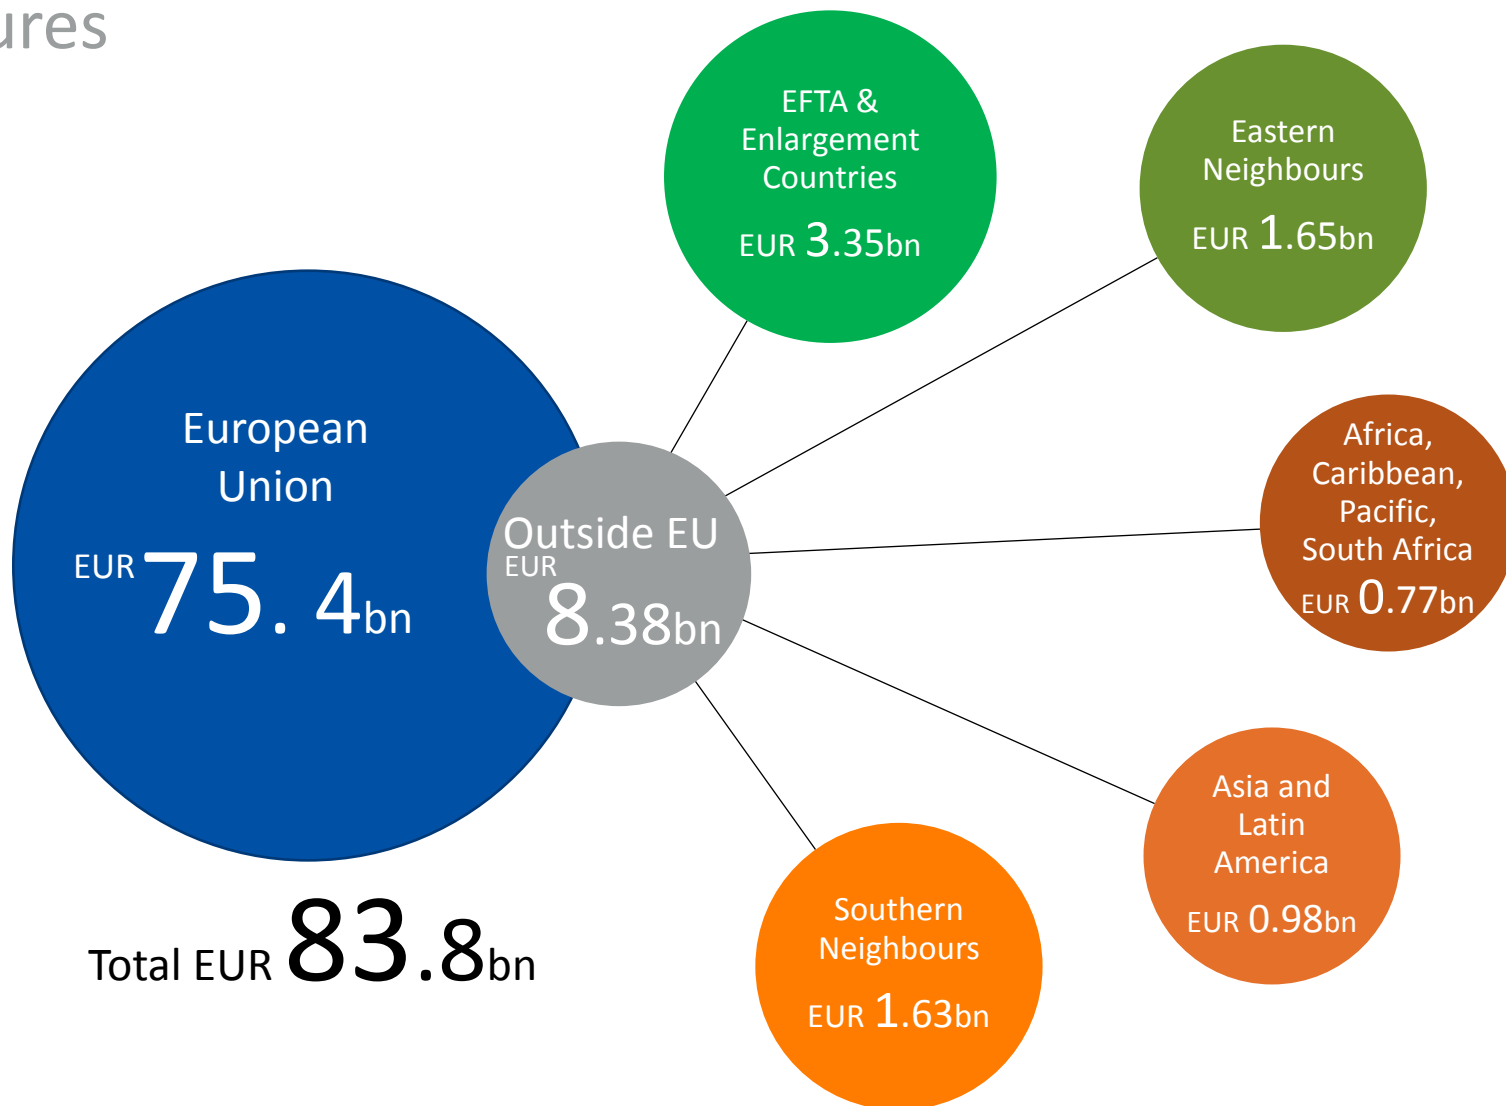 ures
EFTA &
Enlargement
Countries
EUR 3.35bn
Eastern
Neighbours
EUR 1.65bn
European
Union
EUR 75. 4bn
Outside EU
EUR
8.38bn
Africa,
Caribbean,
Pacific,
South Africa
EUR 0.77bn
Asia and
Latin
America
EUR 0.98bn
Southern
Neighbours
EUR 1.63bn
Total EUR 83.8bn